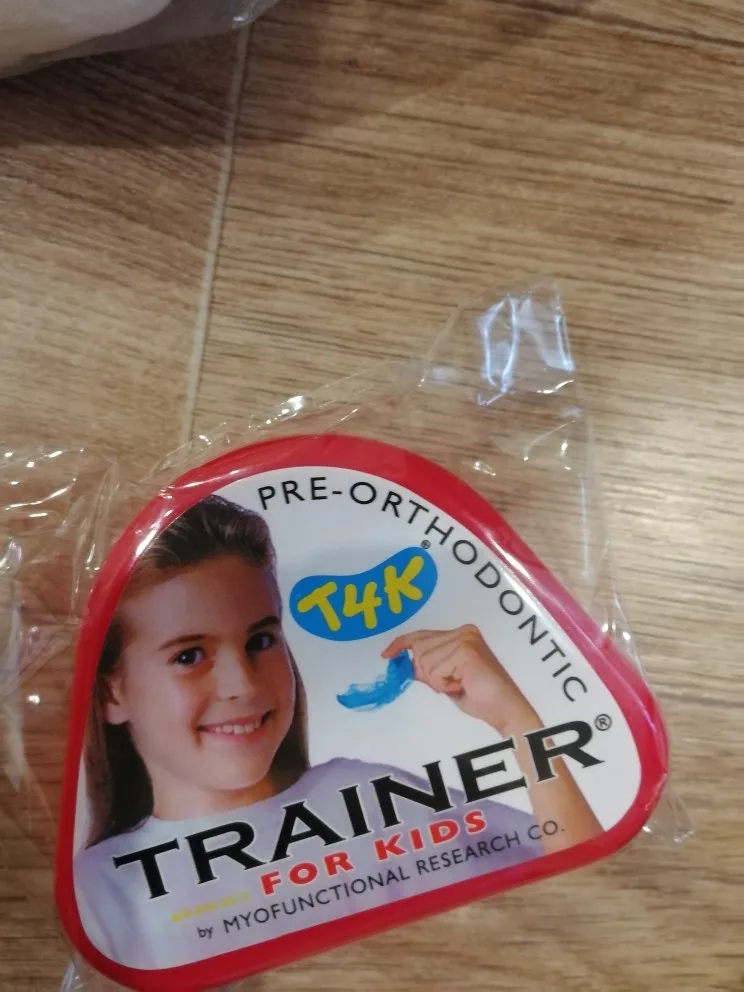 PRE-ORTHODONTIC
T4K®
TRAINER®
FOR KIDS
by MYOFUNCTIONAL RESEARCH CO.